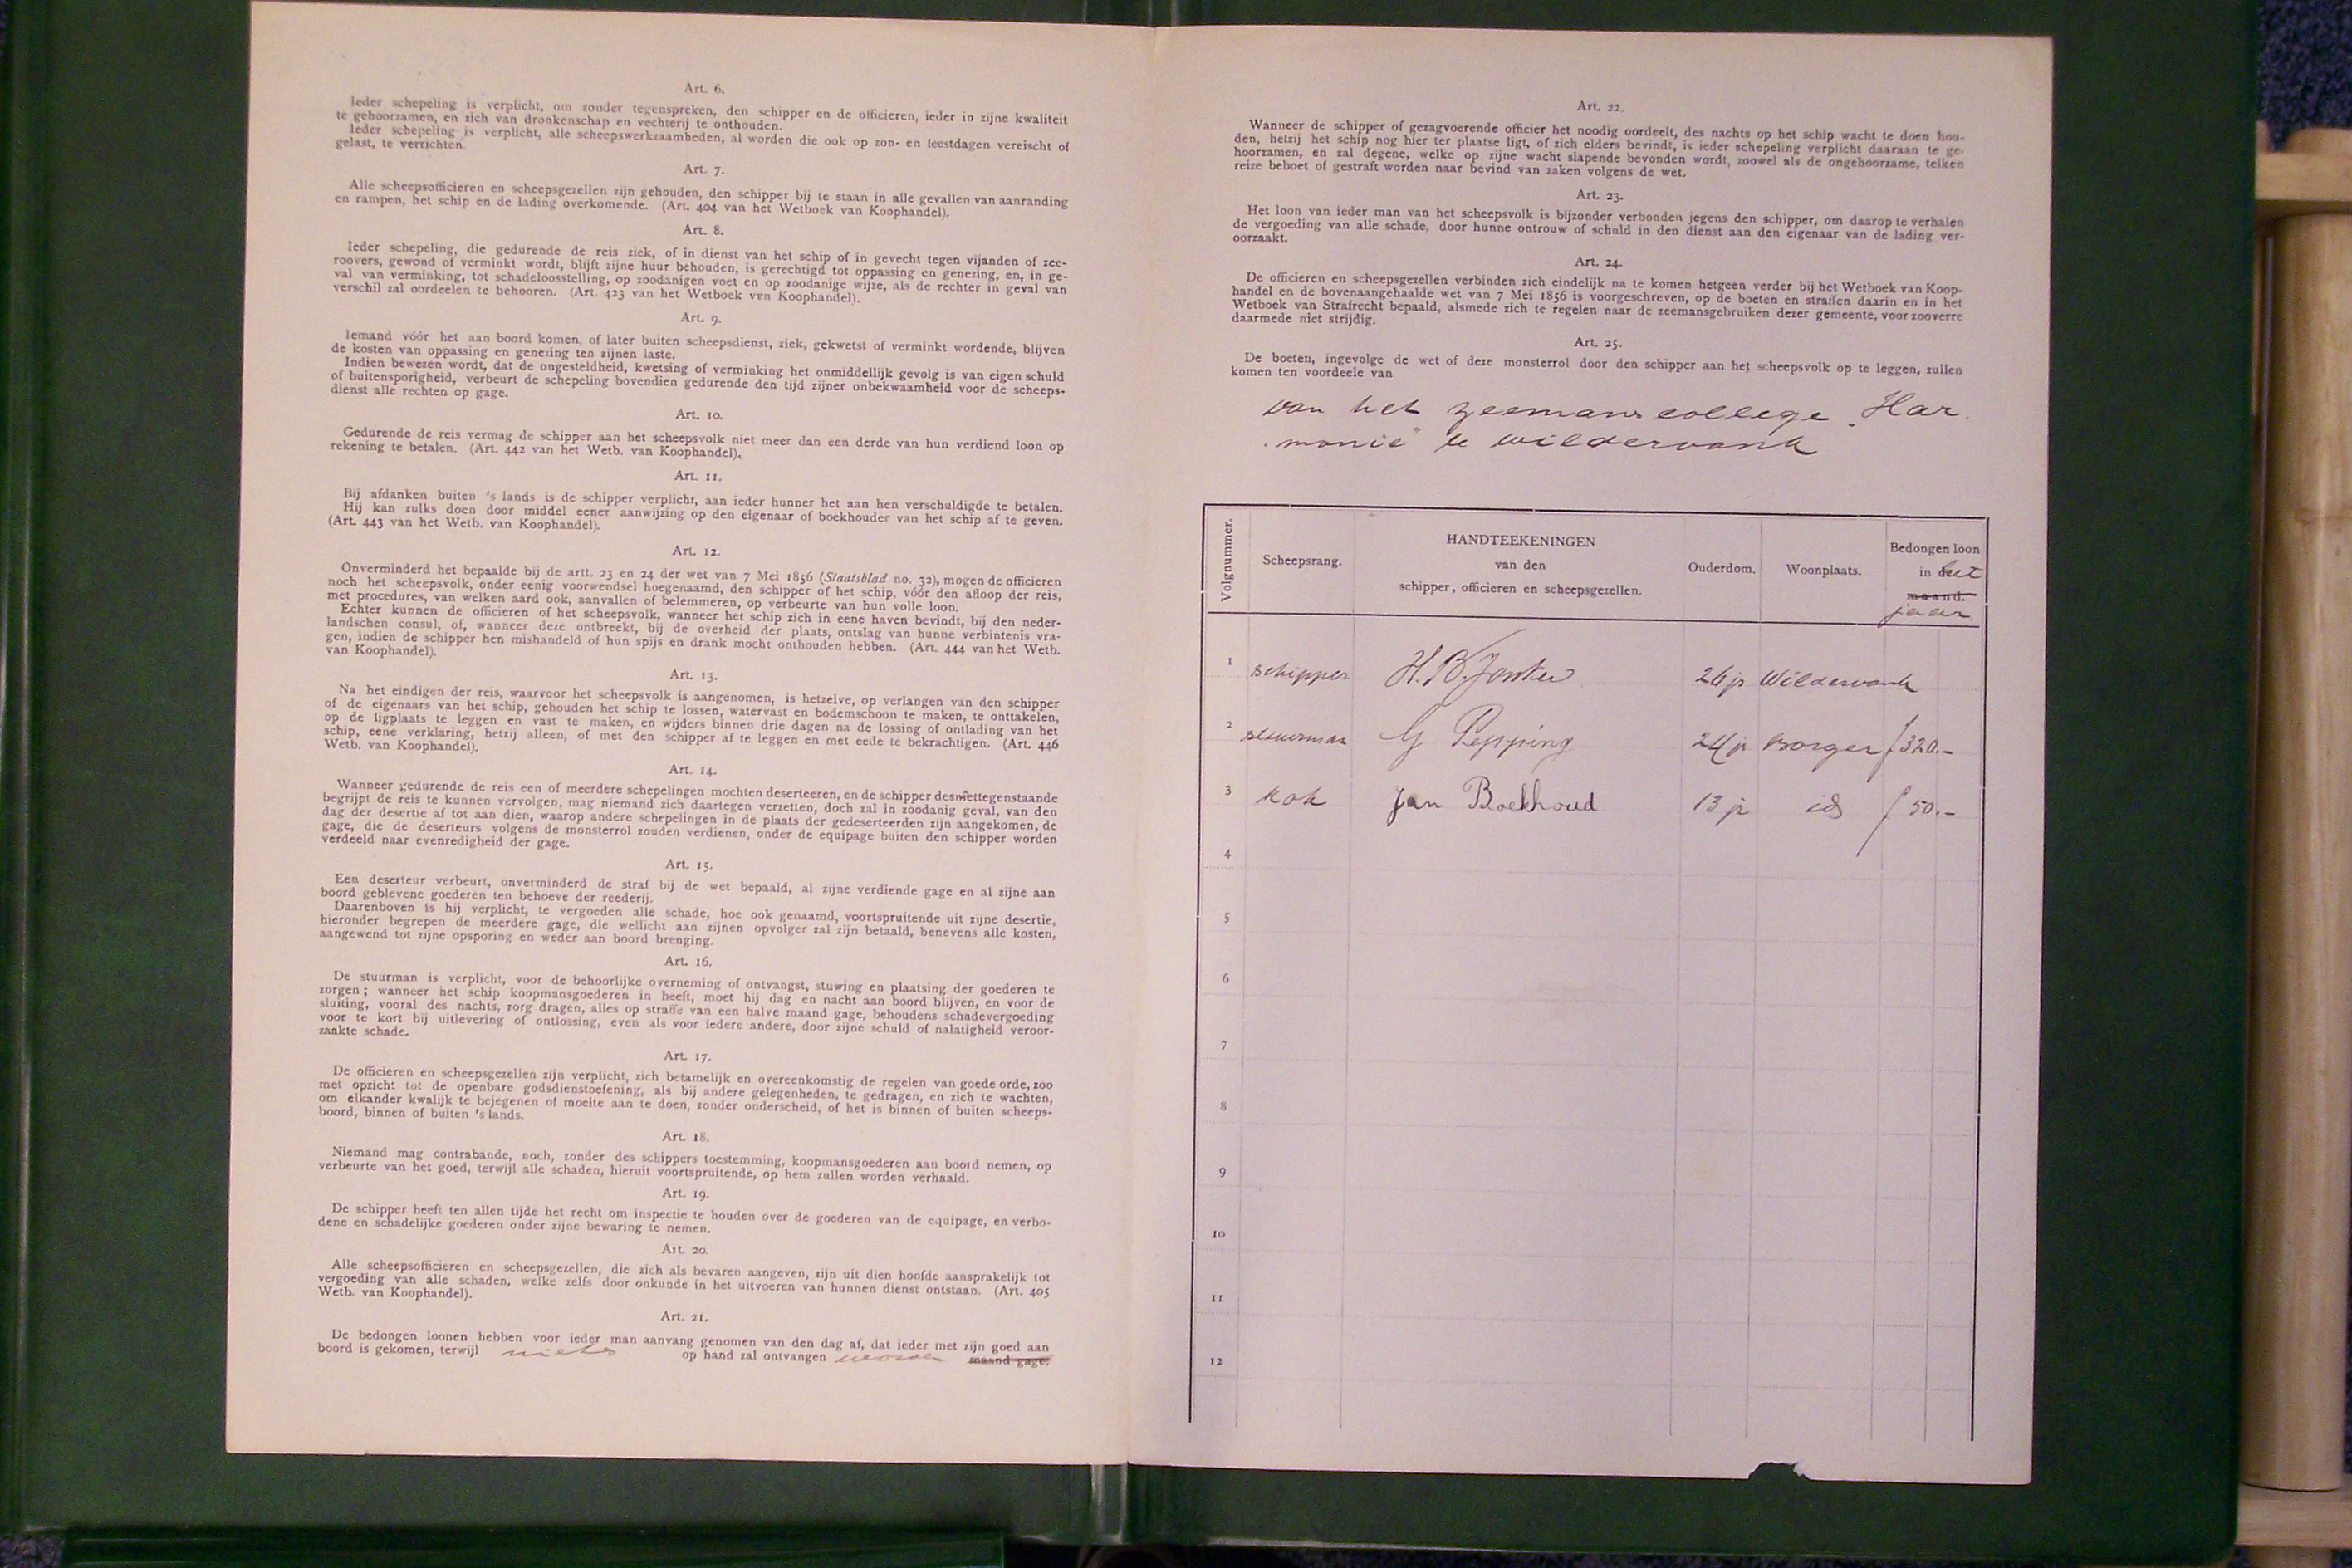 Art. 6.
Ieder schepeling is verplicht, om zonder tegenspreken, den schipper en de officieren, ieder in zijne kwaliteit
te gehoorzamen, en zich van dronkenschap en vechterij te onthouden.
Ieder schepeling is verplicht, alle scheepswerkzaamheden, al worden die ook op zon- en feestdagen vereischt of
gelast, te verrichten.
Art. 7.
Alle scheepsofficieren en scheepsgezellen zijn gehouden, den schipper bij te staan in alle gevallen van aanranding
en rampen, het schip en de lading overkomende. (Art. 404 van het Wetboek van Koophandel).
Art. 8.
Ieder schepeling, die gedurende de reis ziek, of in dienst van het schip of in gevecht tegen vijanden of zee-
roovers, gewond of verminkt wordt, blijft zijne huur behouden, is gerechtigd tot oppassing en genezing, en, in ge-
val van verminking, tot schadeloosstelling, op zoodanigen voet en op zoodanige wijze, als de rechter in geval van
verschil zal oordeelen te behooren. (Art. 423 van het Wetboek van Koophandel).
Art. 9.
Iemand vóór het aan boord komen, of later buiten scheepsdienst, ziek, gekwetst of verminkt wordende, blijven
de kosten van oppassing en genezing ten zijnen laste.
Indien bewezen wordt, dat de ongesteldheid, kwetsing of verminking het onmiddellijk gevolg is van eigen schuld
of buitensporigheid, verbeurt de schepeling bovendien gedurende den tijd zijner onbekwaamheid voor de scheeps-
dienst alle rechten op gage.
Art. 10.
Gedurende de reis vermag de schipper aan het scheepsvolk niet meer dan een derde van hun verdiend loon op
rekening te betalen. (Art. 442 van het Wetb. van Koophandel).
Art. 11.
Bij afdanken buiten 's lands is de schipper verplicht, aan ieder hunner het aan hen verschuldigde te betalen.
Hij kan zulks doen door middel eener aanwijzing op den eigenaar of boekhouder van het schip af te geven.
(Art. 443 van het Wetb. van Koophandel).
Art. 12.
Onverminderd het bepaalde bij de artt. 23 en 24 der wet van 7 Mei 1856 (Staatsblad no. 32), mogen de officieren
noch het scheepsvolk, onder eenig voorwendsel hoegenaamd, den schipper of het schip, vóór den afloop der reis,
met procedures, van welken aard ook, aanvallen of belemmeren, op verbeurte van hun volle loon.
Echter kunnen de officieren of het scheepsvolk, wanneer het schip zich in eene haven bevindt, bij den neder-
landschen consul, of, wanneer deze ontbreekt, bij de overheid der plaats, ontslag van hunne verbintenis vra-
gen, indien de schipper hen mishandeld of hun spijs en drank mocht onthouden hebben. (Art. 444 van het Wetb.
van Koophandel).
Art. 13.
Na het eindigen der reis, waarvoor het scheepsvolk is aangenomen, is hetzelve, op verlangen van den schipper
of de eigenaars van het schip, gehouden het schip te lossen, watervast en bodemschoon te maken, te onttakelen,
op de ligplaats te leggen en vast te maken, en wijders binnen drie dagen na de lossing of ontlading van het
schip, eene verklaring, hetzij alleen, of met den schipper af te leggen en met eede te bekrachtigen. (Art. 446
Wetb. van Koophandel).
Art. 14.
Wanneer gedurende de reis een of meerdere schepelingen mochten deserteeren, en de schipper desniettegenstaande
begrijpt de reis te kunnen vervolgen, mag niemand zich daartegen verzetten, doch zal in zoodanig geval, van den
dag der desertie af tot aan dien, waarop andere schepelingen in de plaats der gedeserteerden zijn aangekomen, de
gage, die de deserteurs volgens de monsterrol zouden verdienen, onder de equipage buiten den schipper worden
verdeeld naar evenredigheid der gage.
Art. 15.
Een deserteur verbeurt, onverminderd de straf bij de wet bepaald, al zijne verdiende gage en al zijne aan
boord geblevene goederen ten behoeve der reederij.
Daarenboven is hij verplicht, te vergoeden alle schade, hoe ook genaamd, voortspruitende uit zijne desertie,
hieronder begrepen de meerdere gage, die wellicht aan zijnen opvolger zal zijn betaald, benevens alle kosten,
aangewend tot zijne opsporing en weder aan boord brenging.
Art. 16.
De stuurman is verplicht, voor de behoorlijke overneming of ontvangst, stuwing en plaatsing der goederen te
zorgen; wanneer het schip koopmansgoederen in heeft, moet hij dag en nacht aan boord blijven, en voor de
sluiting, vooral des nachts, zorg dragen, alles op straffe van een halve maand gage, behoudens schadevergoeding
voor te kort bij uitlevering of ontlossing, even als voor iedere andere, door zijne schuld of nalatigheid veroor-
zaakte schade.
Art. 17.
De officieren en scheepsgezellen zijn verplicht, zich betamelijk en overeenkomstig de regelen van goede orde, zoo
met opzicht tot de openbare godsdienstoefening, als bij andere gelegenheden, te gedragen, en zich te wachten,
om elkander kwalijk te bejegenen of moeite aan te doen, zonder onderscheid, of het is binnen of buiten scheeps-
boord, binnen of buiten 's lands.
Art. 18.
Niemand mag contrabande, noch, zonder des schippers toestemming, koopmansgoederen aan boord nemen, op
verbeurte van het goed, terwijl alle schaden, hieruit voortspruitende, op hem zullen worden verhaald.
Art. 19.
De schipper heeft ten allen tijde het recht om inspectie te houden over de goederen van de equipage, en verbo-
dene en schadelijke goederen onder zijne bewaring te nemen.
Art. 20.
Alle scheepsofficieren en scheepsgezellen, die zich als bevaren aangeven, zijn uit dien hoofde aansprakelijk tot
vergoeding van alle schaden, welke zelfs door onkunde in het uitvoeren van hunnen dienst ontstaan. (Art. 405
Wetb. van Koophandel).
Art. 21.
De bedongen loonen hebben voor ieder man aanvang genomen van den dag af, dat ieder met zijn goed aan
boord is gekomen, terwijl niets op hand zal ontvangen maand gage.
Art. 22.
Wanneer de schipper of gezagvoerende officier het noodig oordeelt, des nachts op het schip wacht te doen hou-
den, hetzij het schip nog hier ter plaatse ligt, of zich elders bevindt, is ieder schepeling verplicht daaraan te ge-
hoorzamen, en zal degene, welke op zijne wacht slapende bevonden wordt, zoowel als de ongehoorzame, telken
reize beboet of gestraft worden naar bevind van zaken volgens de wet.
Art. 23.
Het loon van ieder man van het scheepsvolk is bijzonder verbonden jegens den schipper, om daarop te verhalen
de vergoeding van alle schade, door hunne ontrouw of schuld in den dienst aan den eigenaar van de lading ver-
oorzaakt.
Art. 24.
De officieren en scheepsgezellen verbinden zich eindelijk na te komen hetgeen verder bij het Wetboek van Koop-
handel en de bovenaangehaalde wet van 7 Mei 1856 is voorgeschreven, op de boeten en straffen daarin en in het
Wetboek van Strafrecht bepaald, alsmede zich te regelen naar de zeemansgebruiken dezer gemeente, voor zooverre
daarmede niet strijdig.
Art. 25.
De boeten, ingevolge de wet of deze monsterrol door den schipper aan het scheepsvolk op te leggen, zullen
komen ten voordeele van
van het zeemanscollege „Har
monie" te Wildervank
Volgnummer.
Scheepsrang.
HANDTEEKENINGEN
van den
schipper, officieren en scheepsgezellen.
Ouderdom.
Woonplaats.
Bedongen loon
in het
maand.
jaar
1 schipper H. B. Jonker 26 jr Wildervank
2 stuurman G Pepping 24 jr Borger f 320.-
3 kok Jan Boekhoud 13 jr id f 50.-
4
5
6
7
8
9
10
11
12